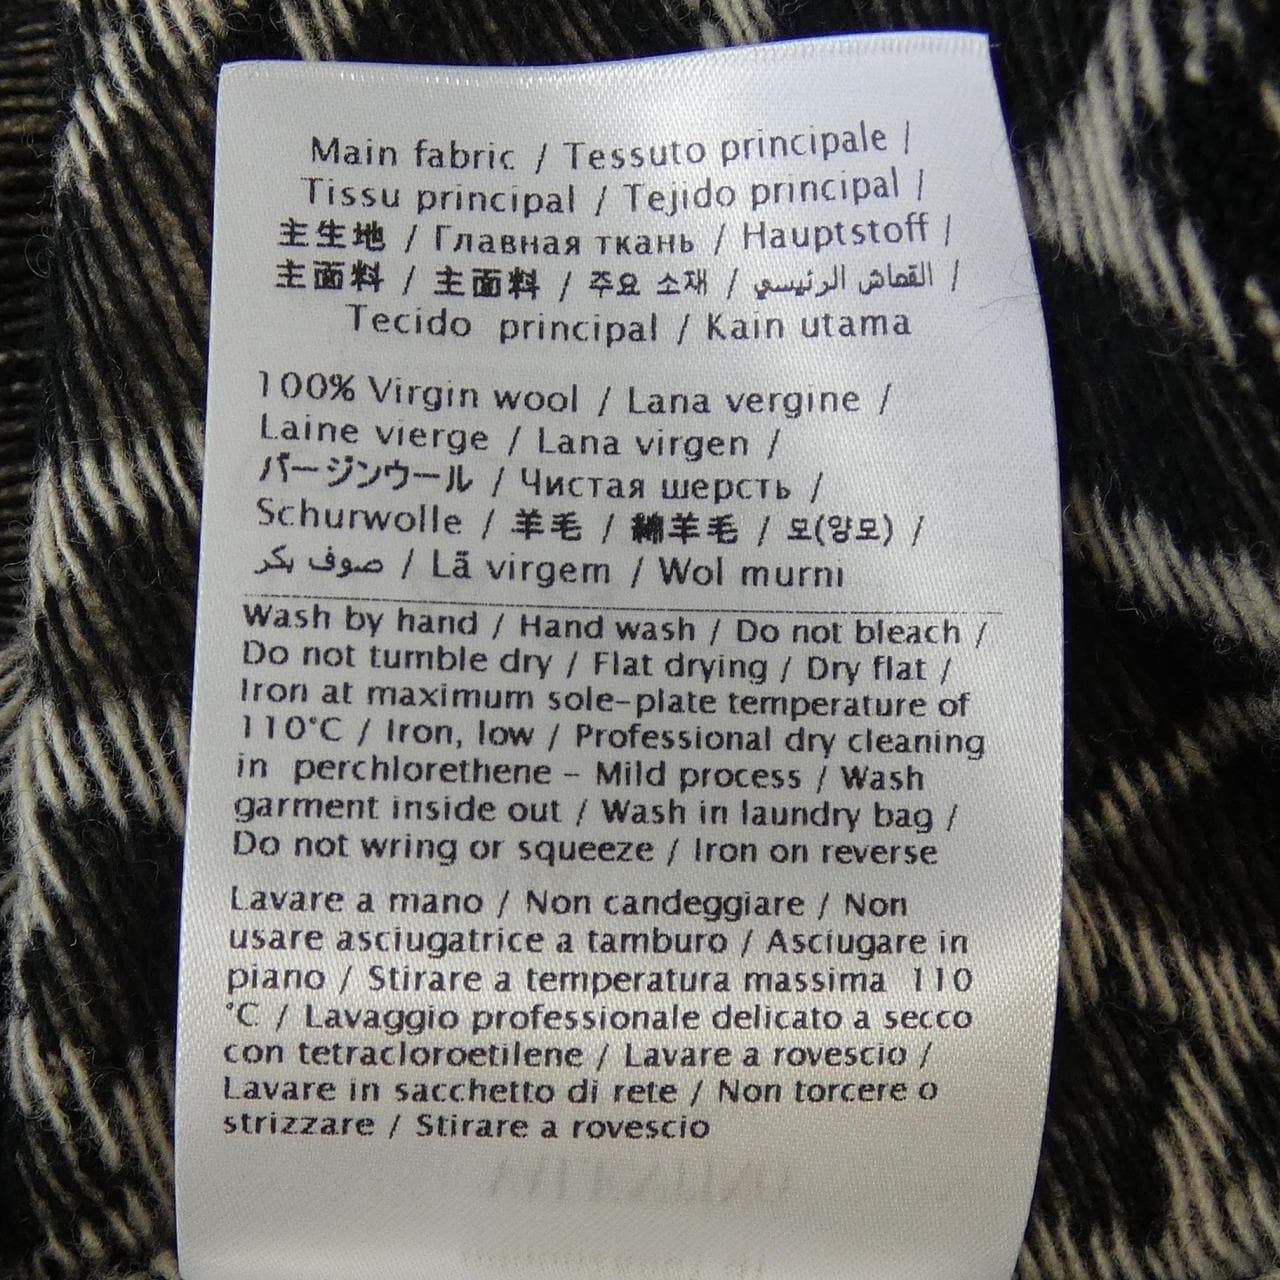 Main fabric / Tessuto principale /
Tissu principal / Tejido principal /
主生地 / Главная ткань / Hauptstoff /
主面料 / 主面料 / 주요 소재 / القماش الرئيسي /
Tecido principal / Kain utama
100% Virgin wool / Lana vergine /
Laine vierge / Lana virgen /
バージンウール / Чистая шерсть /
Schurwolle / 羊毛 / 綿羊毛 / 모(양모) /
صوف بكر / Lã virgem / Wol murni
Wash by hand / Hand wash / Do not bleach /
Do not tumble dry / Flat drying / Dry flat /
Iron at maximum sole-plate temperature of
110°C / Iron, low / Professional dry cleaning
in perchlorethene - Mild process / Wash
garment inside out / Wash in laundry bag /
Do not wring or squeeze / Iron on reverse
Lavare a mano / Non candeggiare / Non
usare asciugatrice a tamburo / Asciugare in
piano / Stirare a temperatura massima 110
°C / Lavaggio professionale delicato a secco
con tetracloroetilene / Lavare a rovescio /
Lavare in sacchetto di rete / Non torcere o
strizzare / Stirare a rovescio